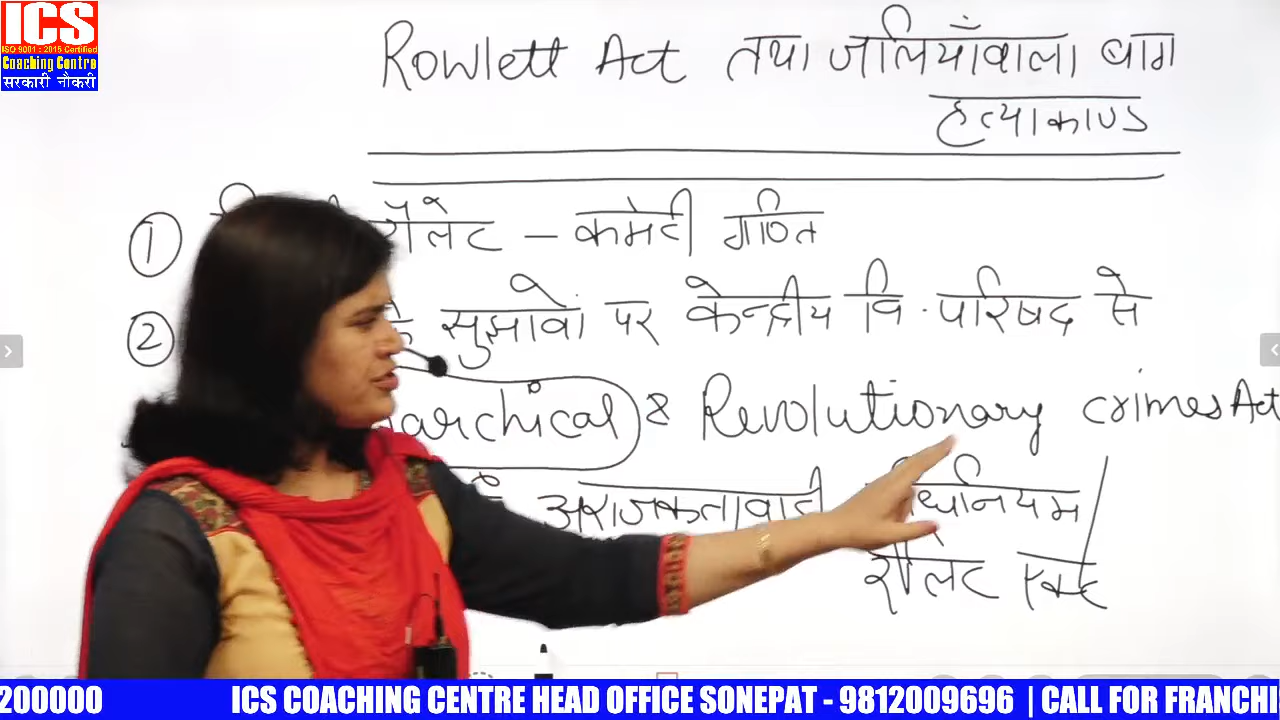 ICS
ISO 9001 : 2015 Certified
Coaching Centre
सरकारी नौकरी
Rowlett Act तथा जलियाँवाला बाग
हत्याकाण्ड
① रौलेट – कमेटी गठित
② के सुझावों पर केन्द्रीय वि. परिषद से
archical & Revolutionary crimes Act
अराजकतावादी
रौलेट एक्ट
200000 ICS COACHING CENTRE HEAD OFFICE SONEPAT - 9812009696 | CALL FOR FRANCHI